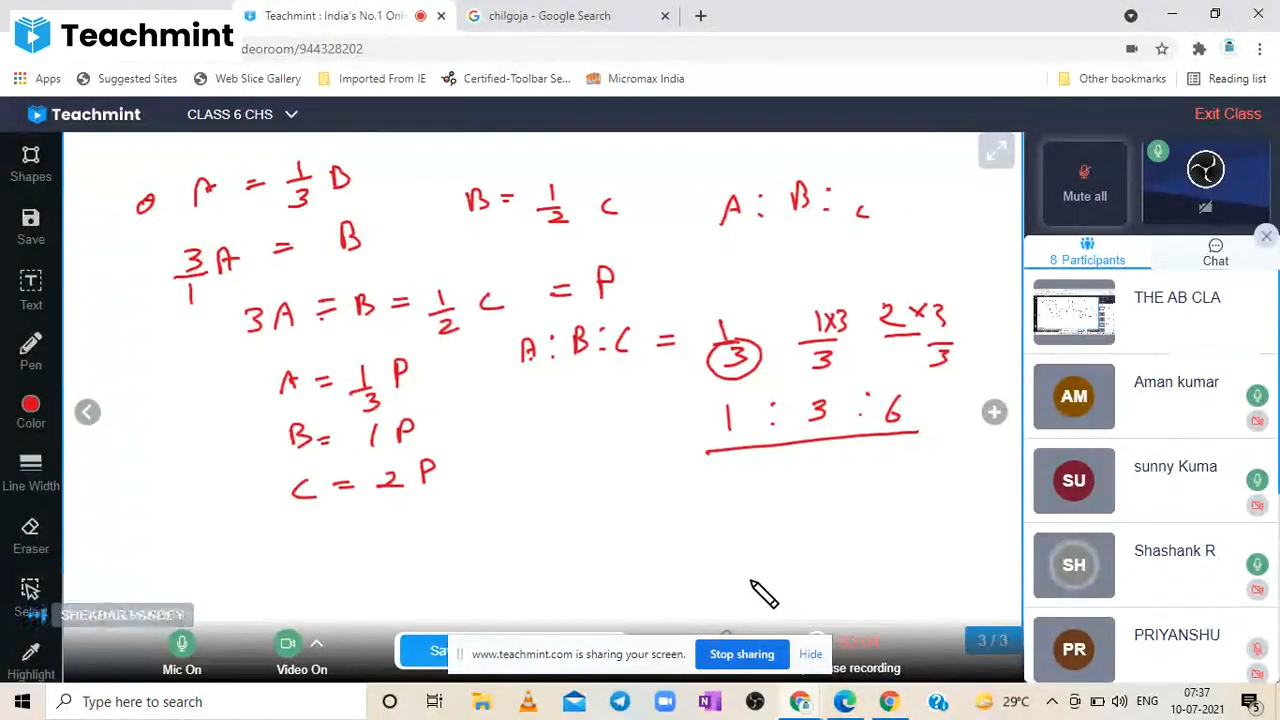 Teachmint : India's No.1 Onl
chilgoja - Google Search
Teachmint
deoroom/944328202
Apps
Suggested Sites
Web Slice Gallery
Imported From IE
Certified-Toolbar Se...
Micromax India
Other bookmarks
Reading list
Teachmint
CLASS 6 CHS
Exit Class
Shapes
Save
Text
Pen
Color
Line Width
Eraser
Highlight
A = 1/3 B
B = 1/2 C
A : B : C
3/1 A = B
3A = B = 1/2 C = P
A : B : C = 1/3 1×3/3 2×3/3
A = 1/3 P
1 : 3 : 6
B = 1 P
C = 2 P
Mute all
8 Participants
Chat
THE AB CLA
Aman kumar
AM
sunny Kuma
SU
Shashank R
SH
PRIYANSHU
PR
3 / 3
Mic On
Video On
www.teachmint.com is sharing your screen.
Stop sharing
Hide
se recording
Type here to search
29°C
ENG
07:37
10-07-2021
5